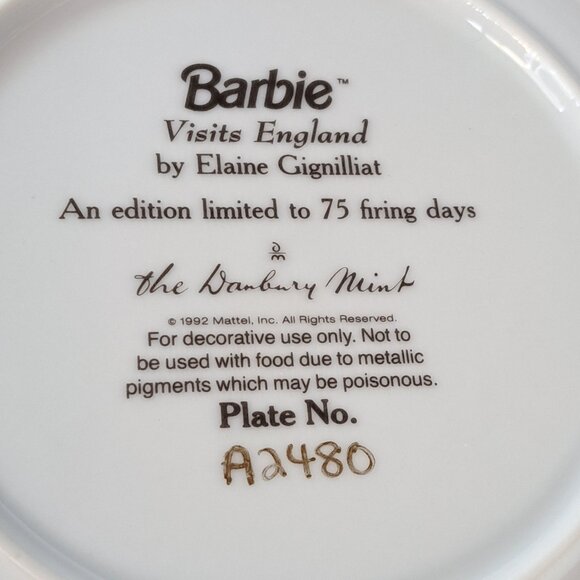 Barbie™
Visits England
by Elaine Gignilliat
An edition limited to 75 firing days
DM
the Danbury Mint
© 1992 Mattel, Inc. All Rights Reserved.
For decorative use only. Not to
be used with food due to metallic
pigments which may be poisonous.
Plate No.
A2480